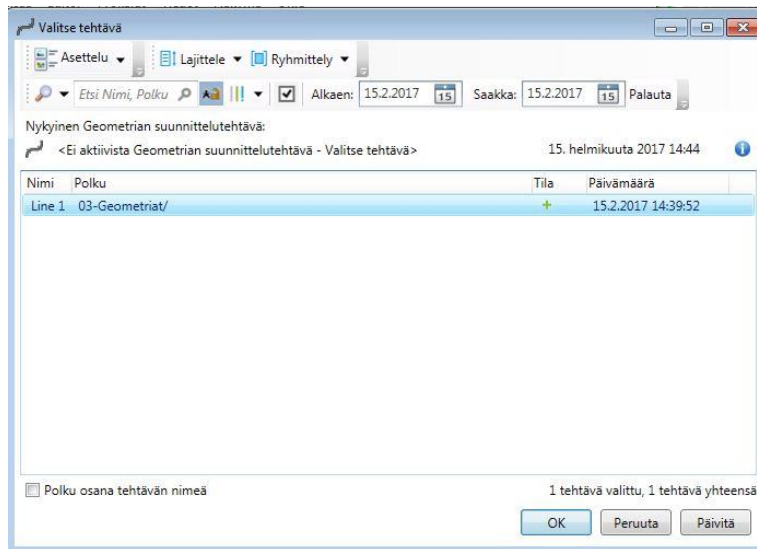 Valitse tehtävä
Asettelu Lajittele Ryhmittely
Etsi Nimi, Polku Alkaen: 15.2.2017 15 Saakka: 15.2.2017 15 Palauta
Nykyinen Geometrian suunnittelutehtävä:
<Ei aktiivista Geometrian suunnittelutehtävä - Valitse tehtävä> 15. helmikuuta 2017 14:44
Nimi Polku Tila Päivämäärä
Line 1 03-Geometriat/ + 15.2.2017 14:39:52
Polku osana tehtävän nimeä 1 tehtävä valittu, 1 tehtävä yhteensä
OK Peruuta Päivitä